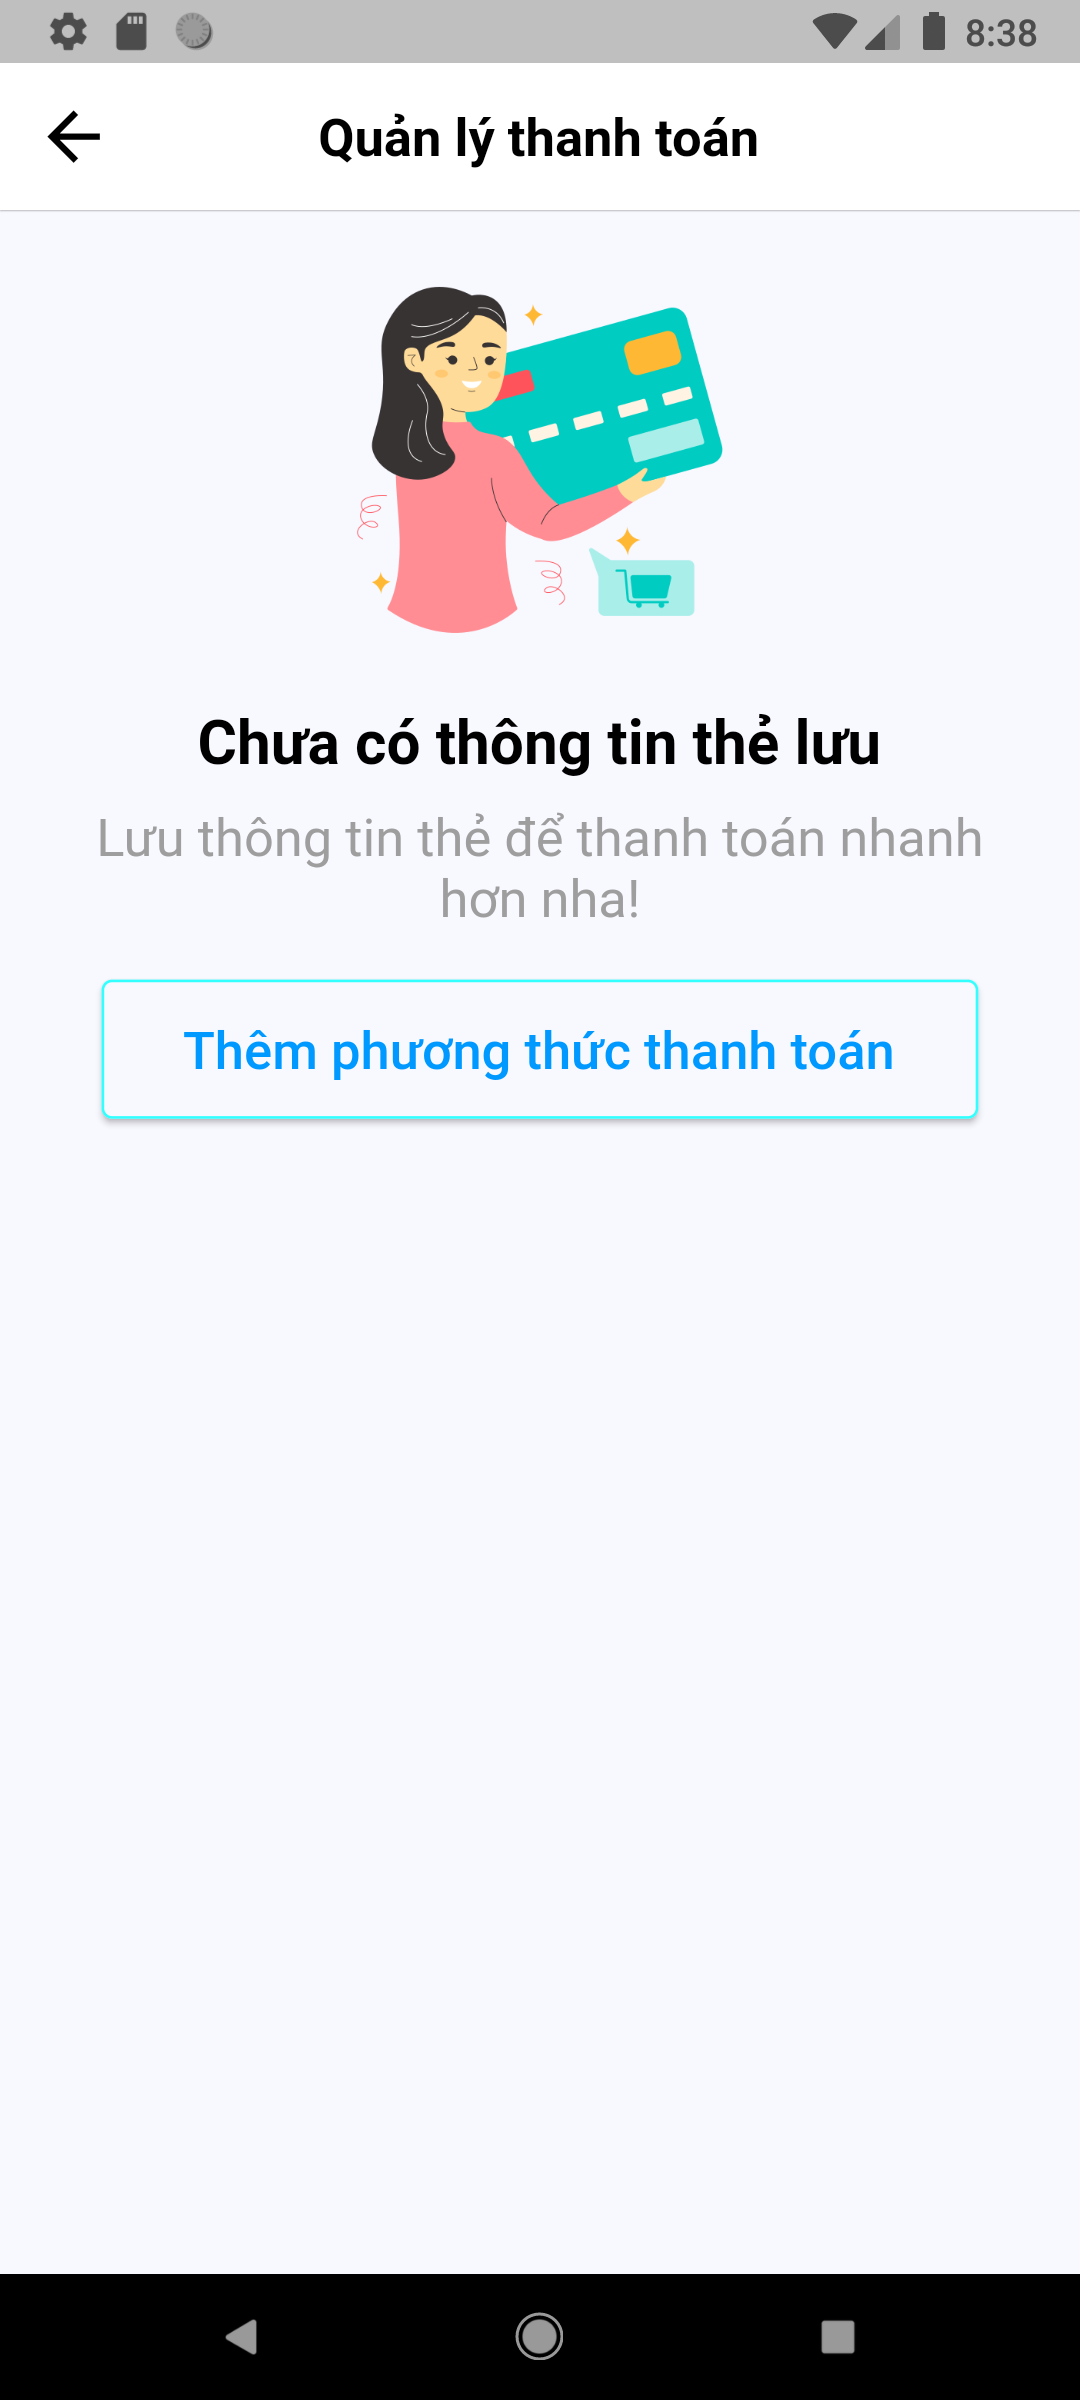 8:38
Quản lý thanh toán
Chưa có thông tin thẻ lưu
Lưu thông tin thẻ để thanh toán nhanh
hơn nha!
Thêm phương thức thanh toán